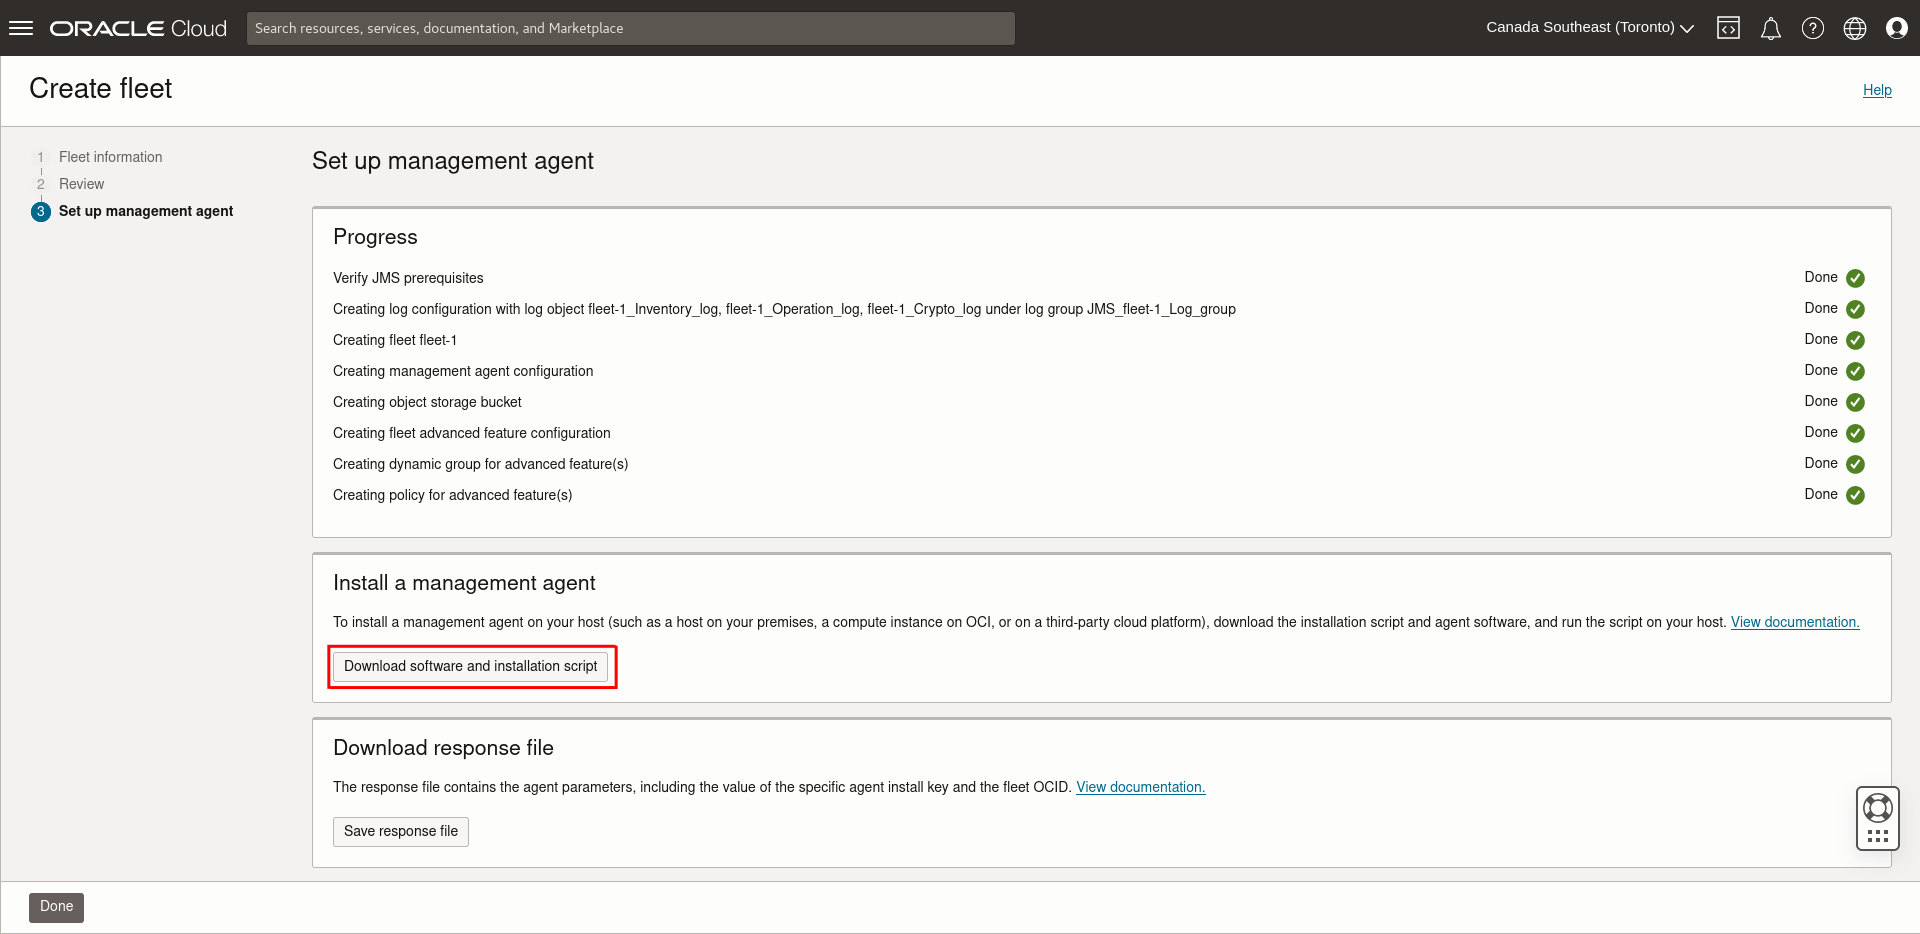 ORACLE Cloud
Search resources, services, documentation, and Marketplace
Canada Southeast (Toronto)
Create fleet
Help
1 Fleet information
2 Review
3 Set up management agent
Set up management agent
Progress
Verify JMS prerequisites Done
Creating log configuration with log object fleet-1_Inventory_log, fleet-1_Operation_log, fleet-1_Crypto_log under log group JMS_fleet-1_Log_group Done
Creating fleet fleet-1 Done
Creating management agent configuration Done
Creating object storage bucket Done
Creating fleet advanced feature configuration Done
Creating dynamic group for advanced feature(s) Done
Creating policy for advanced feature(s) Done
Install a management agent
To install a management agent on your host (such as a host on your premises, a compute instance on OCI, or on a third-party cloud platform), download the installation script and agent software, and run the script on your host. View documentation.
Download software and installation script
Download response file
The response file contains the agent parameters, including the value of the specific agent install key and the fleet OCID. View documentation.
Save response file
Done